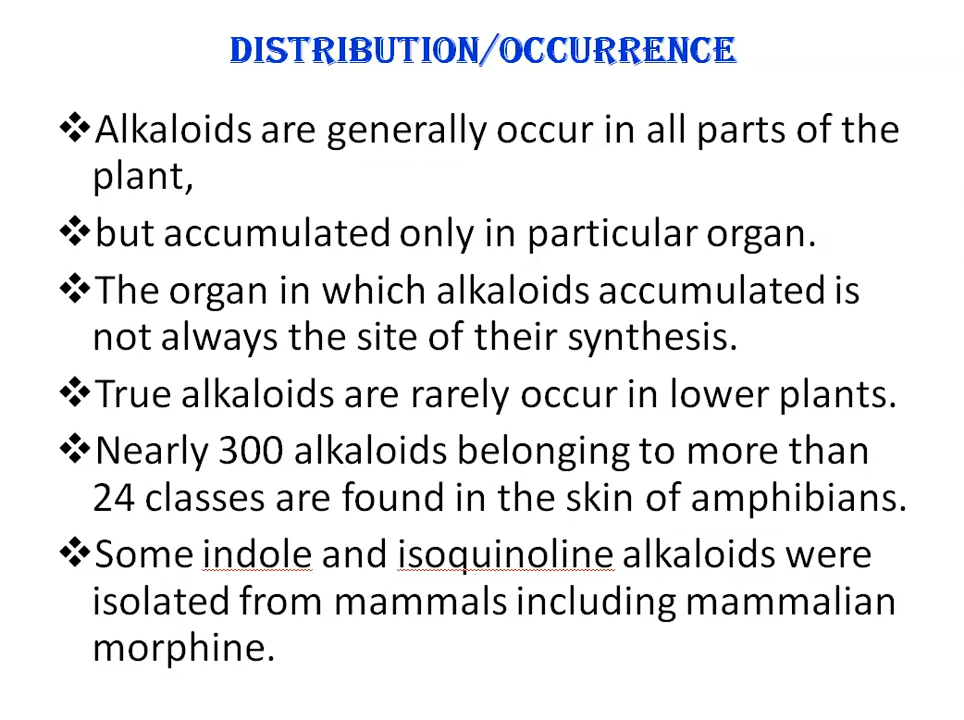 DISTRIBUTION/OCCURRENCE
❖Alkaloids are generally occur in all parts of the
plant,
❖but accumulated only in particular organ.
❖The organ in which alkaloids accumulated is
not always the site of their synthesis.
❖True alkaloids are rarely occur in lower plants.
❖Nearly 300 alkaloids belonging to more than
24 classes are found in the skin of amphibians.
❖Some indole and isoquinoline alkaloids were
isolated from mammals including mammalian
morphine.